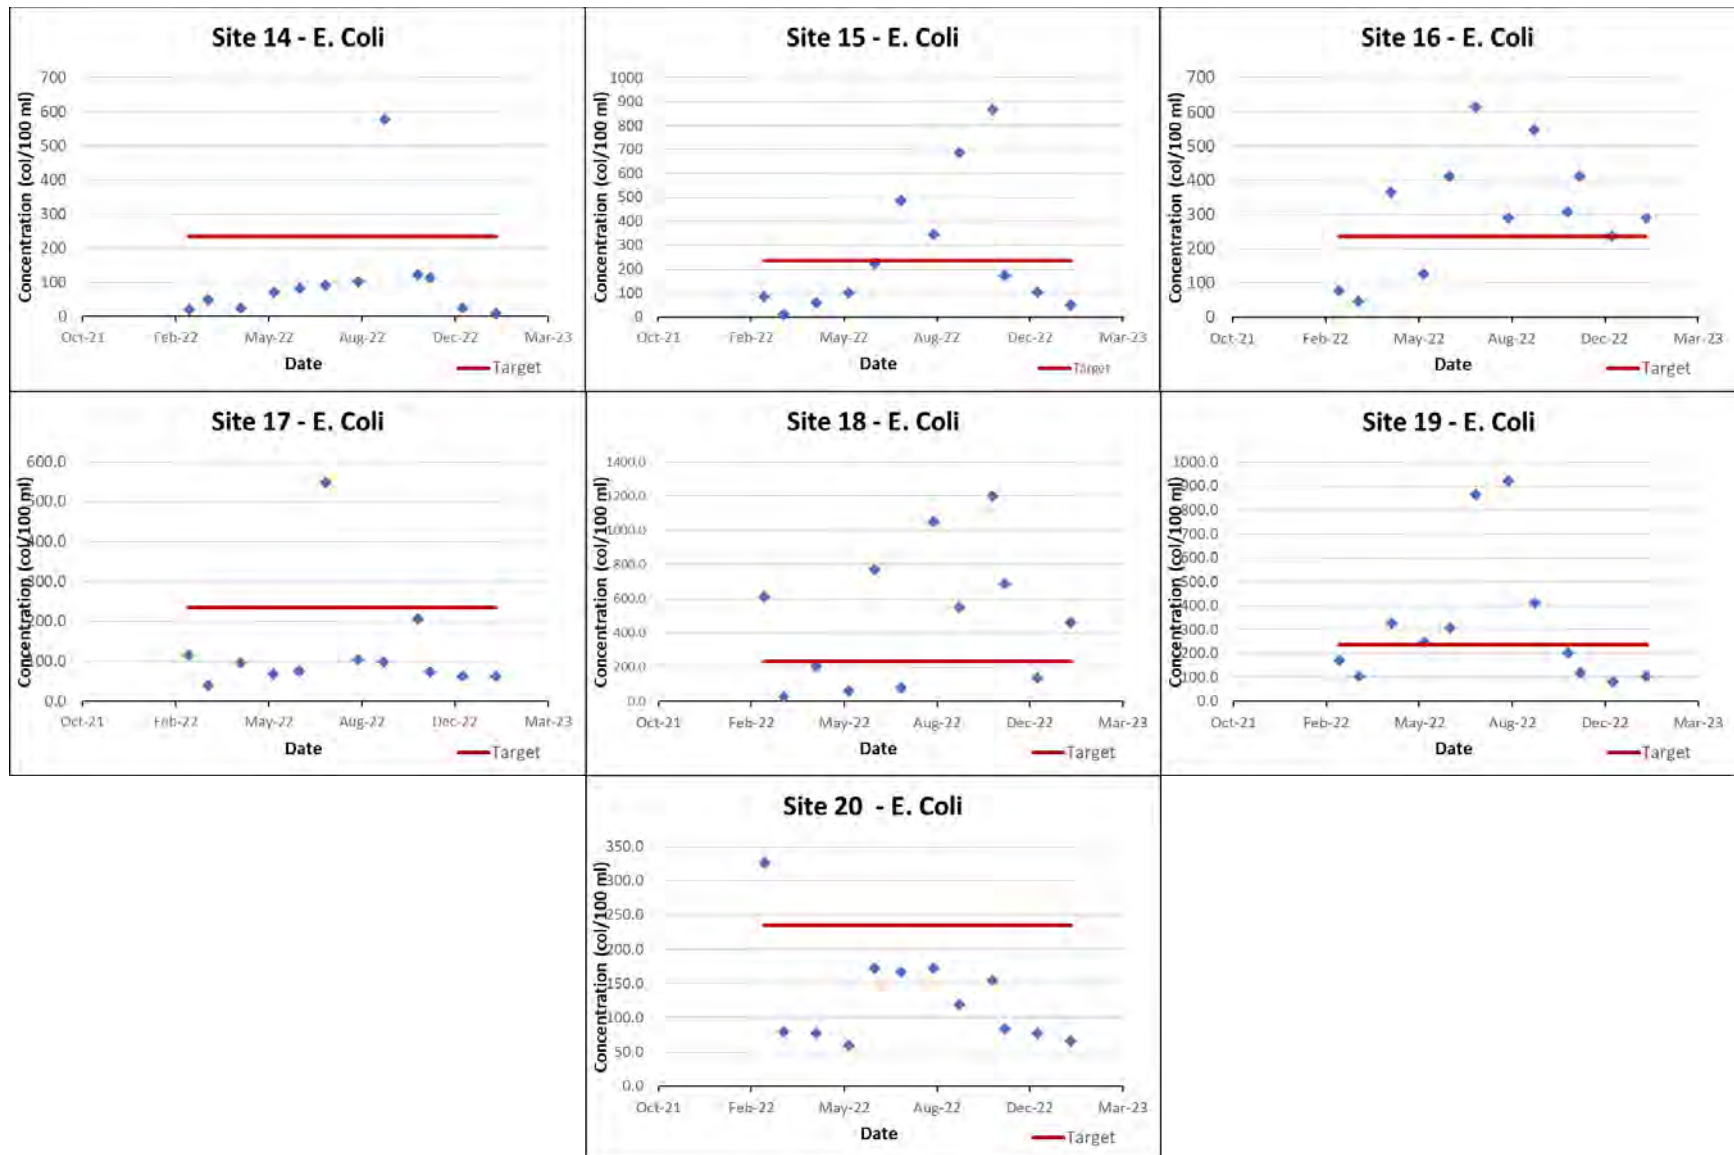 Site 14 - E. Coli
Concentration (col/100 ml)
700
600
500
400
300
200
100
0
Oct-21 Feb-22 May-22 Aug-22 Dec-22 Mar-23
Date
Target
Site 15 - E. Coli
Concentration (col/100 ml)
1000
900
800
700
600
500
400
300
200
100
0
Oct-21 Feb-22 May-22 Aug-22 Dec-22 Mar-23
Date
Target
Site 16 - E. Coli
Concentration (col/100 ml)
700
600
500
400
300
200
100
0
Oct-21 Feb-22 May-22 Aug-22 Dec-22 Mar-23
Date
Target
Site 17 - E. Coli
Concentration (col/100 ml)
600.0
500.0
400.0
300.0
200.0
100.0
0.0
Oct-21 Feb-22 May-22 Aug-22 Dec-22 Mar-23
Date
Target
Site 18 - E. Coli
Concentration (col/100 ml)
1400.0
1200.0
1000.0
800.0
600.0
400.0
200.0
0.0
Oct-21 Feb-22 May-22 Aug-22 Dec-22 Mar-23
Date
Target
Site 19 - E. Coli
Concentration (col/100 ml)
1000.0
900.0
800.0
700.0
600.0
500.0
400.0
300.0
200.0
100.0
0.0
Oct-21 Feb-22 May-22 Aug-22 Dec-22 Mar-23
Date
Target
Site 20 - E. Coli
Concentration (col/100 ml)
350.0
300.0
250.0
200.0
150.0
100.0
50.0
0.0
Oct-21 Feb-22 May-22 Aug-22 Dec-22 Mar-23
Date
Target